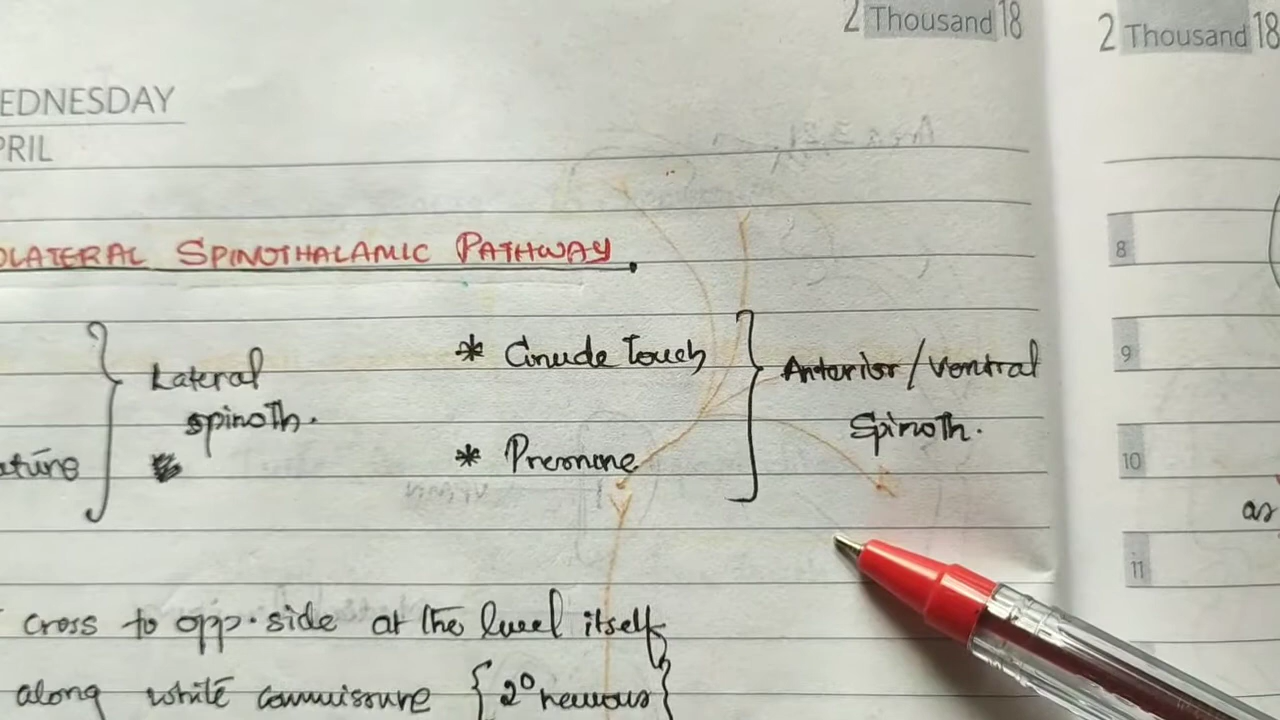 2 Thousand 18
2 Thousand 18
EDNESDAY
PRIL
OLATERAL SPINOTHALAMIC PATHWAY.
8
* Crude Touch
Anterior/Ventral
9
Lateral
spinoth.
Spinoth.
ature
* Pressure
10
as
11
cross to opp. side at the level itself
along white commissure {2° neurons}